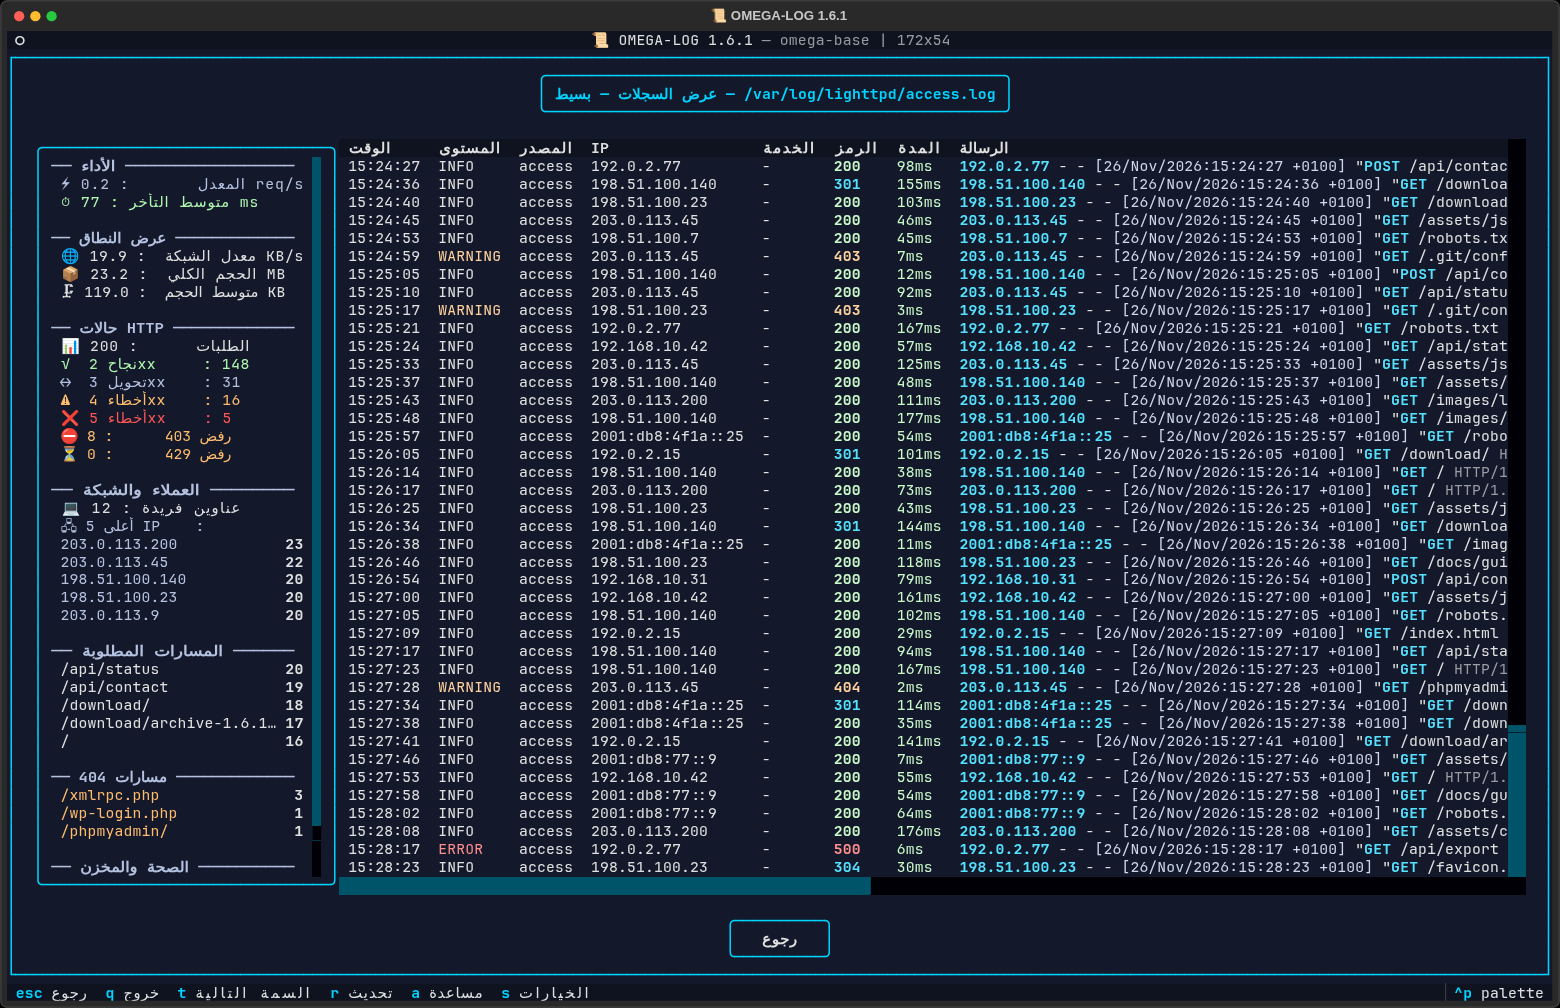 📜 OMEGA-LOG 1.6.1
📜 OMEGA-LOG 1.6.1 — omega-base | 172x54
عرض السجلات — بسيط — /var/log/lighttpd/access.log
الأداء
⚡ المعدل : 0.2 req/s
⏱ متوسط التأخر : 77 ms
عرض النطاق
🌐 معدل الشبكة : 19.9 KB/s
📦 الحجم الكلي : 23.2 MB
متوسط الحجم : 119.0 KB
حالات HTTP
📊 الطلبات : 200
√ نجاح 2xx : 148
↔ تحويل 3xx : 31
⚠ أخطاء 4xx : 16
❌ أخطاء 5xx : 5
⛔ رفض 403 : 8
⏳ رفض 429 : 0
العملاء والشبكة
💻 عناوين فريدة : 12
🖧 أعلى 5 IP :
203.0.113.200 23
203.0.113.45 22
198.51.100.140 20
198.51.100.23 20
203.0.113.9 20
المسارات المطلوبة
/api/status 20
/api/contact 19
/download/ 18
/download/archive-1.6.1… 17
/ 16
مسارات 404
/xmlrpc.php 3
/wp-login.php 1
/phpmyadmin/ 1
الصحة والمخزن
الوقت المستوى المصدر IP الخدمة الرمز المدة الرسالة
15:24:27 INFO access 192.0.2.77 - 200 98ms 192.0.2.77 - - [26/Nov/2026:15:24:27 +0100] "POST /api/contac
15:24:36 INFO access 198.51.100.140 - 301 155ms 198.51.100.140 - - [26/Nov/2026:15:24:36 +0100] "GET /downloa
15:24:40 INFO access 198.51.100.23 - 200 103ms 198.51.100.23 - - [26/Nov/2026:15:24:40 +0100] "GET /download
15:24:45 INFO access 203.0.113.45 - 200 46ms 203.0.113.45 - - [26/Nov/2026:15:24:45 +0100] "GET /assets/js
15:24:53 INFO access 198.51.100.7 - 200 45ms 198.51.100.7 - - [26/Nov/2026:15:24:53 +0100] "GET /robots.tx
15:24:59 WARNING access 203.0.113.45 - 403 7ms 203.0.113.45 - - [26/Nov/2026:15:24:59 +0100] "GET /.git/conf
15:25:05 INFO access 198.51.100.140 - 200 12ms 198.51.100.140 - - [26/Nov/2026:15:25:05 +0100] "POST /api/co
15:25:10 INFO access 203.0.113.45 - 200 92ms 203.0.113.45 - - [26/Nov/2026:15:25:10 +0100] "GET /api/statu
15:25:17 WARNING access 198.51.100.23 - 403 3ms 198.51.100.23 - - [26/Nov/2026:15:25:17 +0100] "GET /.git/con
15:25:21 INFO access 192.0.2.77 - 200 167ms 192.0.2.77 - - [26/Nov/2026:15:25:21 +0100] "GET /robots.txt
15:25:24 INFO access 192.168.10.42 - 200 57ms 192.168.10.42 - - [26/Nov/2026:15:25:24 +0100] "GET /api/stat
15:25:33 INFO access 203.0.113.45 - 200 125ms 203.0.113.45 - - [26/Nov/2026:15:25:33 +0100] "GET /assets/js
15:25:37 INFO access 198.51.100.140 - 200 48ms 198.51.100.140 - - [26/Nov/2026:15:25:37 +0100] "GET /assets/
15:25:43 INFO access 203.0.113.200 - 200 111ms 203.0.113.200 - - [26/Nov/2026:15:25:43 +0100] "GET /images/l
15:25:48 INFO access 198.51.100.140 - 200 177ms 198.51.100.140 - - [26/Nov/2026:15:25:48 +0100] "GET /images/
15:25:57 INFO access 2001:db8:4f1a::25 - 200 54ms 2001:db8:4f1a::25 - - [26/Nov/2026:15:25:57 +0100] "GET /robo
15:26:05 INFO access 192.0.2.15 - 301 101ms 192.0.2.15 - - [26/Nov/2026:15:26:05 +0100] "GET /download/ H
15:26:14 INFO access 198.51.100.140 - 200 38ms 198.51.100.140 - - [26/Nov/2026:15:26:14 +0100] "GET / HTTP/1
15:26:17 INFO access 203.0.113.200 - 200 73ms 203.0.113.200 - - [26/Nov/2026:15:26:17 +0100] "GET / HTTP/1.
15:26:25 INFO access 198.51.100.23 - 200 43ms 198.51.100.23 - - [26/Nov/2026:15:26:25 +0100] "GET /assets/j
15:26:34 INFO access 198.51.100.140 - 301 144ms 198.51.100.140 - - [26/Nov/2026:15:26:34 +0100] "GET /downloa
15:26:38 INFO access 2001:db8:4f1a::25 - 200 11ms 2001:db8:4f1a::25 - - [26/Nov/2026:15:26:38 +0100] "GET /imag
15:26:46 INFO access 198.51.100.23 - 200 118ms 198.51.100.23 - - [26/Nov/2026:15:26:46 +0100] "GET /docs/gui
15:26:54 INFO access 192.168.10.31 - 200 79ms 192.168.10.31 - - [26/Nov/2026:15:26:54 +0100] "POST /api/con
15:27:00 INFO access 192.168.10.42 - 200 161ms 192.168.10.42 - - [26/Nov/2026:15:27:00 +0100] "GET /assets/j
15:27:05 INFO access 198.51.100.140 - 200 102ms 198.51.100.140 - - [26/Nov/2026:15:27:05 +0100] "GET /robots.
15:27:09 INFO access 192.0.2.15 - 200 29ms 192.0.2.15 - - [26/Nov/2026:15:27:09 +0100] "GET /index.html
15:27:17 INFO access 198.51.100.140 - 200 94ms 198.51.100.140 - - [26/Nov/2026:15:27:17 +0100] "GET /api/sta
15:27:23 INFO access 198.51.100.140 - 200 167ms 198.51.100.140 - - [26/Nov/2026:15:27:23 +0100] "GET / HTTP/1
15:27:28 WARNING access 203.0.113.45 - 404 2ms 203.0.113.45 - - [26/Nov/2026:15:27:28 +0100] "GET /phpmyadmi
15:27:34 INFO access 2001:db8:4f1a::25 - 301 114ms 2001:db8:4f1a::25 - - [26/Nov/2026:15:27:34 +0100] "GET /down
15:27:38 INFO access 2001:db8:4f1a::25 - 200 35ms 2001:db8:4f1a::25 - - [26/Nov/2026:15:27:38 +0100] "GET /down
15:27:41 INFO access 192.0.2.15 - 200 141ms 192.0.2.15 - - [26/Nov/2026:15:27:41 +0100] "GET /download/ar
15:27:46 INFO access 2001:db8:77::9 - 200 7ms 2001:db8:77::9 - - [26/Nov/2026:15:27:46 +0100] "GET /assets/
15:27:53 INFO access 192.168.10.42 - 200 55ms 192.168.10.42 - - [26/Nov/2026:15:27:53 +0100] "GET / HTTP/1.
15:27:58 INFO access 2001:db8:77::9 - 200 54ms 2001:db8:77::9 - - [26/Nov/2026:15:27:58 +0100] "GET /docs/gu
15:28:02 INFO access 2001:db8:77::9 - 200 64ms 2001:db8:77::9 - - [26/Nov/2026:15:28:02 +0100] "GET /robots.
15:28:08 INFO access 203.0.113.200 - 200 176ms 203.0.113.200 - - [26/Nov/2026:15:28:08 +0100] "GET /assets/c
15:28:17 ERROR access 192.0.2.77 - 500 6ms 192.0.2.77 - - [26/Nov/2026:15:28:17 +0100] "GET /api/export
15:28:23 INFO access 198.51.100.23 - 304 30ms 198.51.100.23 - - [26/Nov/2026:15:28:23 +0100] "GET /favicon.
رجوع
esc رجوع q خروج t السمة التالية r تحديث a مساعدة s الخيارات ^p palette